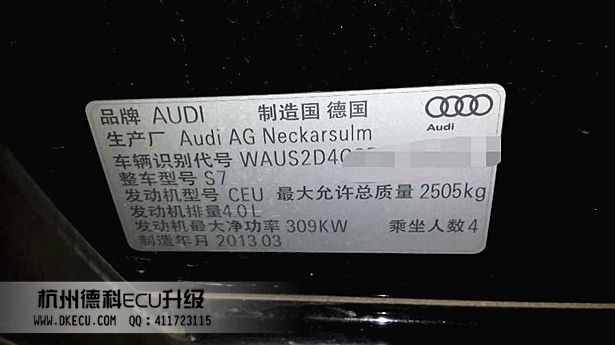 品牌 AUDI 制造国 德国
Audi
生产厂 Audi AG Neckarsulm
车辆识别代号 WAUS2D4
整车型号 S7
发动机型号 CEU 最大允许总质量 2505kg
发动机排量4.0 L
发动机最大净功率 309KW 乘坐人数 4
制造年月 2013 03
杭州德科ECU升级
WWW.DKECU.COM QQ:411723115